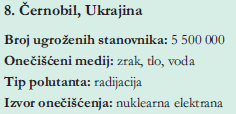 8. Černobil, Ukrajina
Broj ugroženih stanovnika: 5 500 000
Onečišćeni medij: zrak, tlo, voda
Tip polutanta: radijacija
Izvor onečišćenja: nuklearna elektrana